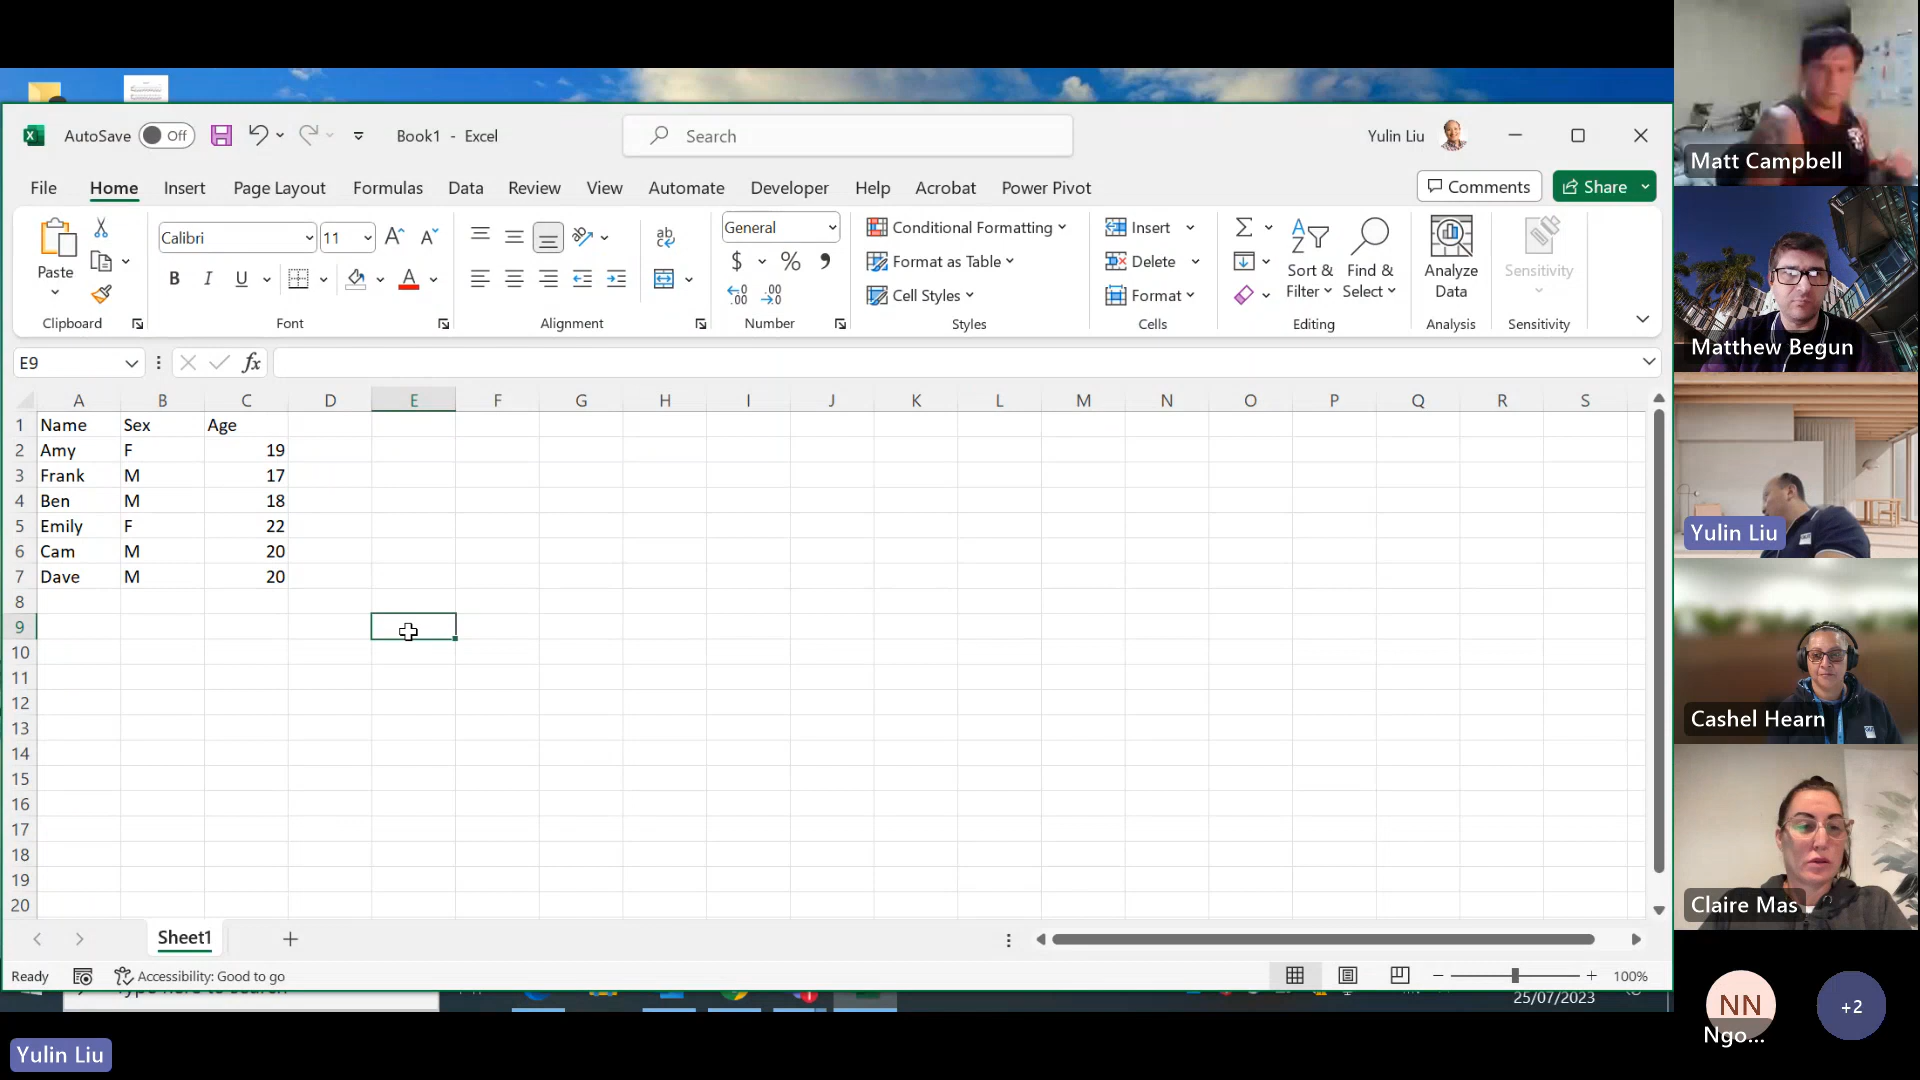 AutoSave Off Book1 - Excel Search Yulin Liu
File Home Insert Page Layout Formulas Data Review View Automate Developer Help Acrobat Power Pivot Comments Share
Paste
Clipboard
Calibri 11
B I U A
Font
ab
Alignment
General
$ % ,
Number
Conditional Formatting
Format as Table
Cell Styles
Styles
Insert
Delete
Format
Cells
Sort & Filter
Find & Select
Editing
Analyze Data
Analysis
Sensitivity
Sensitivity
E9 fx
A B C D E F G H I J K L M N O P Q R S
1 Name Sex Age
2 Amy F 19
3 Frank M 17
4 Ben M 18
5 Emily F 22
6 Cam M 20
7 Dave M 20
8
9
10
11
12
13
14
15
16
17
18
19
20
Sheet1
Ready Accessibility: Good to go 100%
25/07/2023
Yulin Liu
Matt Campbell
Matthew Begun
Yulin Liu
Cashel Hearn
Claire Mas
NN
Ngo...
+2